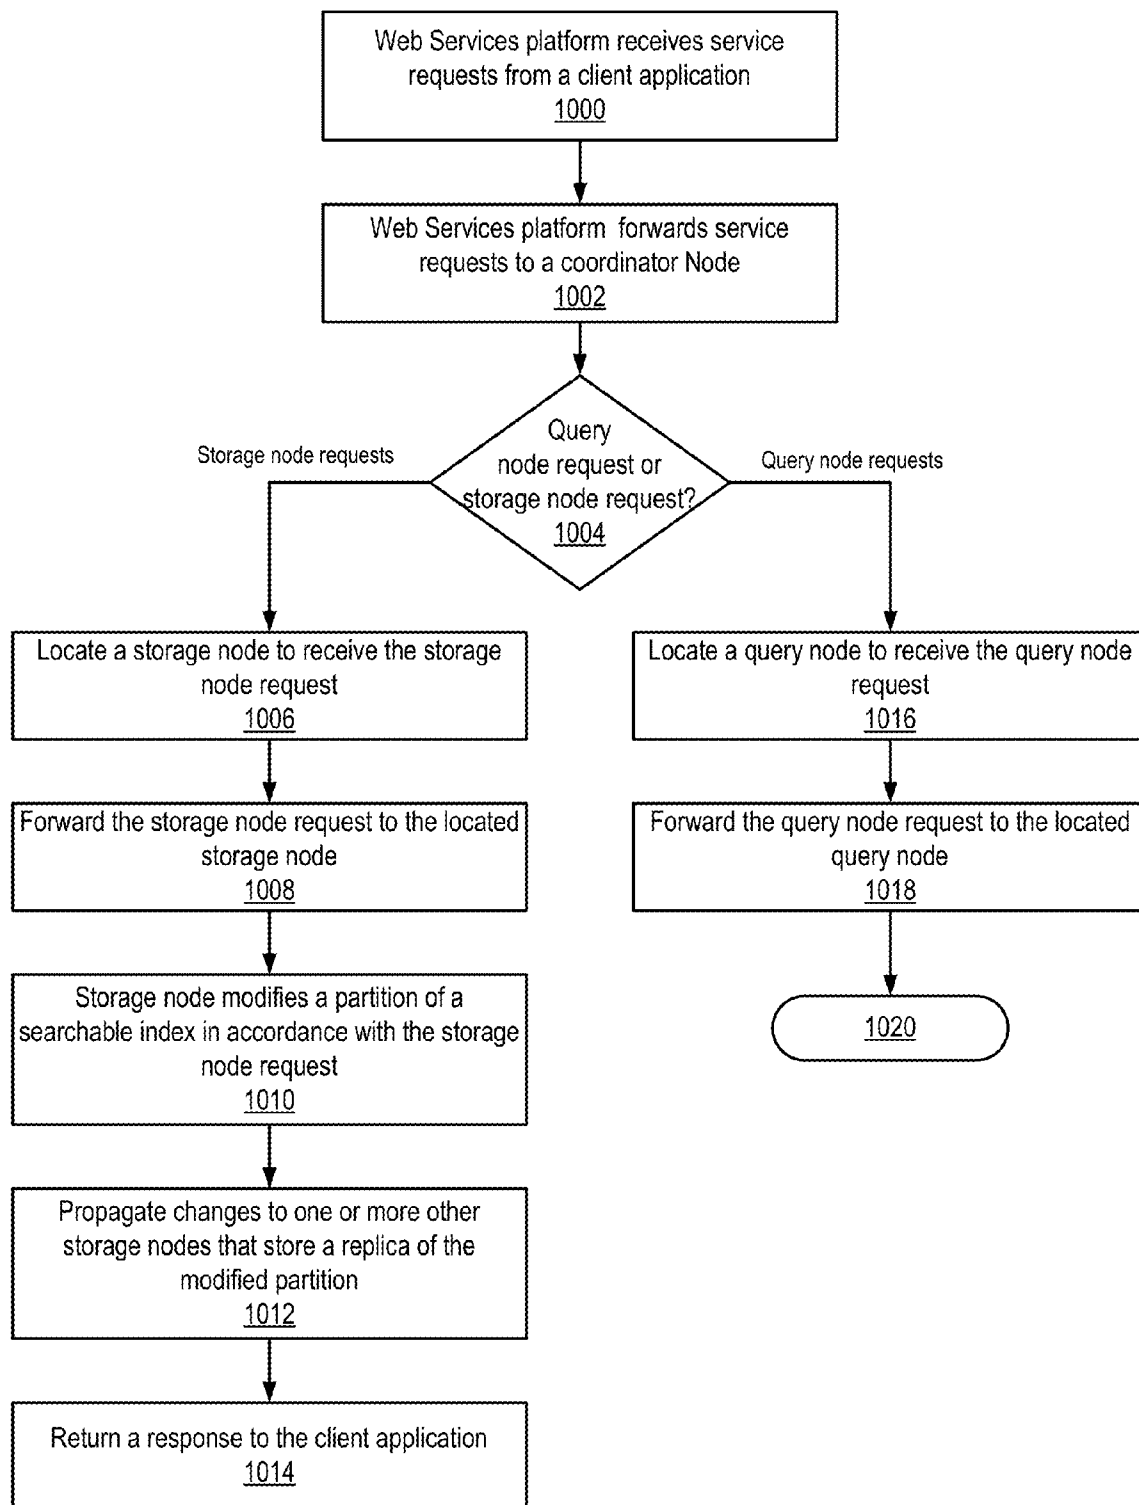 Web Services platform receives service
requests from a client application
1000
Web Services platform forwards service
requests to a coordinator Node
1002
Query
node request or
storage node request?
1004
Storage node requests
Query node requests
Locate a storage node to receive the storage
node request
1006
Forward the storage node request to the located
storage node
1008
Storage node modifies a partition of a
searchable index in accordance with the storage
node request
1010
Propagate changes to one or more other
storage nodes that store a replica of the
modified partition
1012
Return a response to the client application
1014
Locate a query node to receive the query node
request
1016
Forward the query node request to the located
query node
1018
1020